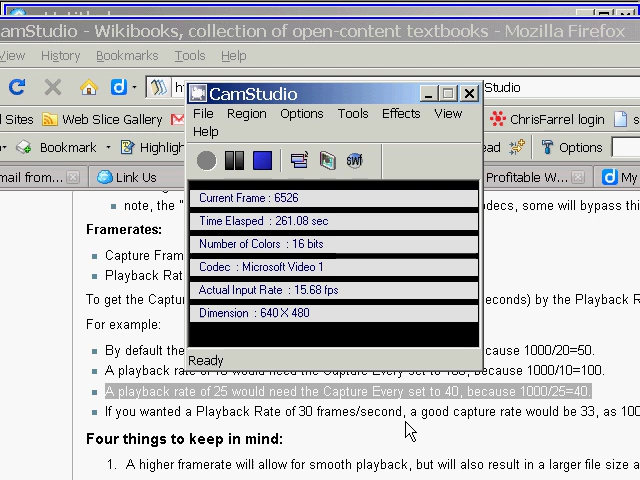 CamStudio - Wikibooks, collection of open-content textbooks - Mozilla Firefox
View History Bookmarks Tools Help
CamStudio
Studio
File Region Options Tools Effects View
Help
Sites Web Slice Gallery ChrisFarrel login
Bookmark Highligh Options
mail from... Link Us Profitable W... My
Current Frame : 6526
Time Elasped : 261.08 sec
Number of Colors : 16 bits
Codec : Microsoft Video 1
Actual Input Rate : 15.68 fps
Dimension : 640 X 480
Ready
note, the " decs, some will bypass thi
Framerates:
Capture Fram
Playback Rat
To get the Captur econds) by the Playback R
For example:
By default the cause 1000/20=50.
A playback rate of 10 would need the Capture Every set to 100, because 1000/10=100.
A playback rate of 25 would need the Capture Every set to 40, because 1000/25=40.
If you wanted a Playback Rate of 30 frames/second, a good capture rate would be 33, as 100
Four things to keep in mind:
1. A higher framerate will allow for smooth playback, but will also result in a larger file size a